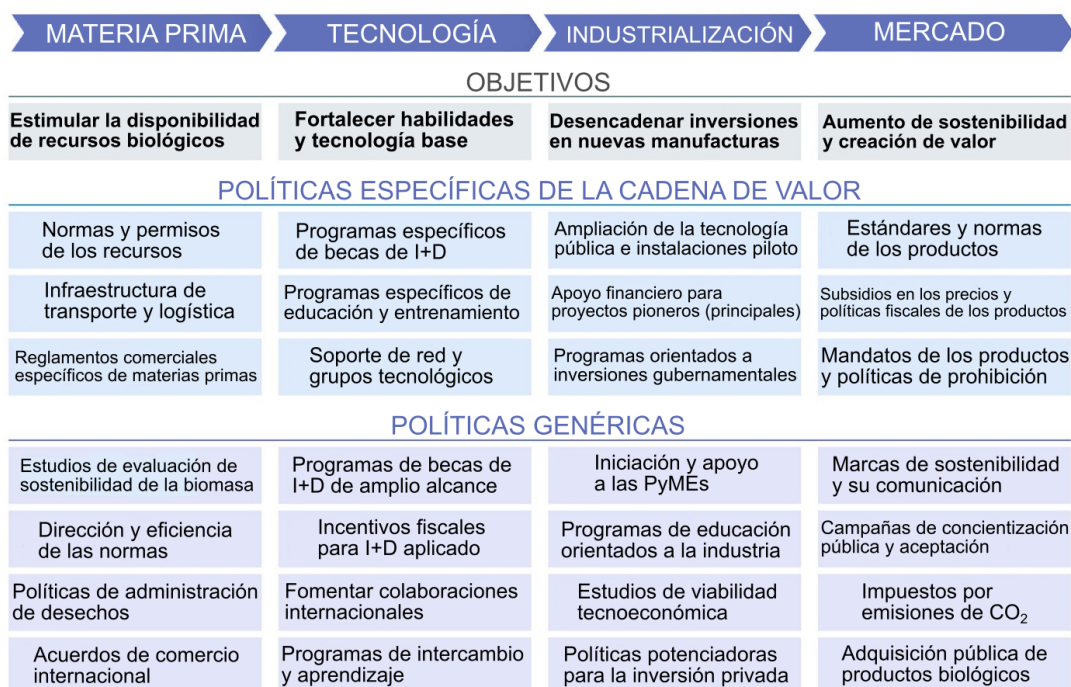 MATERIA PRIMA
TECNOLOGÍA
INDUSTRIALIZACIÓN
MERCADO
OBJETIVOS
Estimular la disponibilidad
de recursos biológicos
Fortalecer habilidades
y tecnología base
Desencadenar inversiones
en nuevas manufacturas
Aumento de sostenibilidad
y creación de valor
POLÍTICAS ESPECÍFICAS DE LA CADENA DE VALOR
Normas y permisos
de los recursos
Programas específicos
de becas de I+D
Ampliación de la tecnología
pública e instalaciones piloto
Estándares y normas
de los productos
Infraestructura de
transporte y logística
Programas específicos de
educación y entrenamiento
Apoyo financiero para
proyectos pioneros (principales)
Subsidios en los precios y
políticas fiscales de los productos
Reglamentos comerciales
específicos de materias primas
Soporte de red y
grupos tecnológicos
Programas orientados a
inversiones gubernamentales
Mandatos de los productos
y políticas de prohibición
POLÍTICAS GENÉRICAS
Estudios de evaluación de
sostenibilidad de la biomasa
Programas de becas de
I+D de amplio alcance
Iniciación y apoyo
a las PyMEs
Marcas de sostenibilidad
y su comunicación
Dirección y eficiencia
de las normas
Incentivos fiscales
para I+D aplicado
Programas de educación
orientados a la industria
Campañas de concientización
pública y aceptación
Políticas de administración
de desechos
Fomentar colaboraciones
internacionales
Estudios de viabilidad
tecnoeconómica
Impuestos por
emisiones de CO₂
Acuerdos de comercio
internacional
Programas de intercambio
y aprendizaje
Políticas potenciadoras
para la inversión privada
Adquisición pública de
productos biológicos